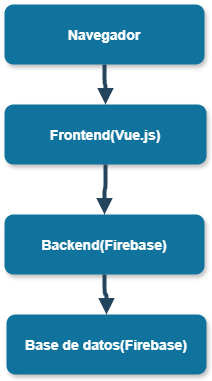 Navegador
Frontend(Vue.js)
Backend(Firebase)
Base de datos(Firebase)